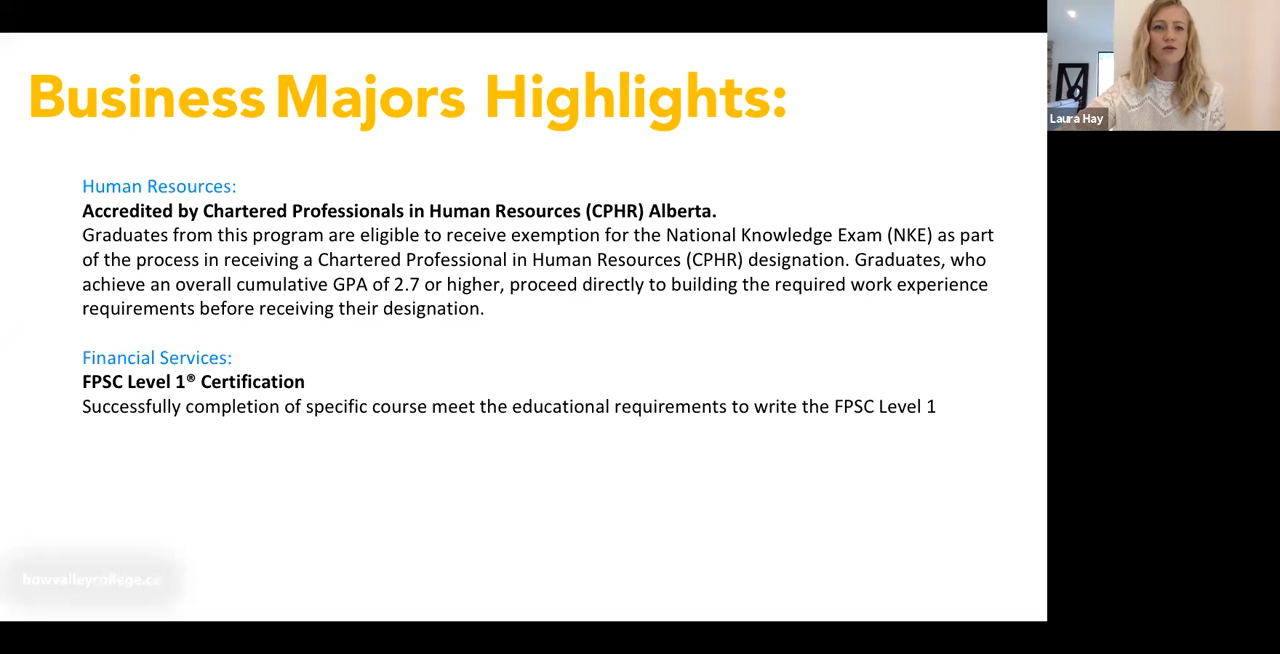 Business Majors Highlights:
Laura Hay
Human Resources:
Accredited by Chartered Professionals in Human Resources (CPHR) Alberta.
Graduates from this program are eligible to receive exemption for the National Knowledge Exam (NKE) as part
of the process in receiving a Chartered Professional in Human Resources (CPHR) designation. Graduates, who
achieve an overall cumulative GPA of 2.7 or higher, proceed directly to building the required work experience
requirements before receiving their designation.
Financial Services:
FPSC Level 1® Certification
Successfully completion of specific course meet the educational requirements to write the FPSC Level 1
bowvalleycollege.ca